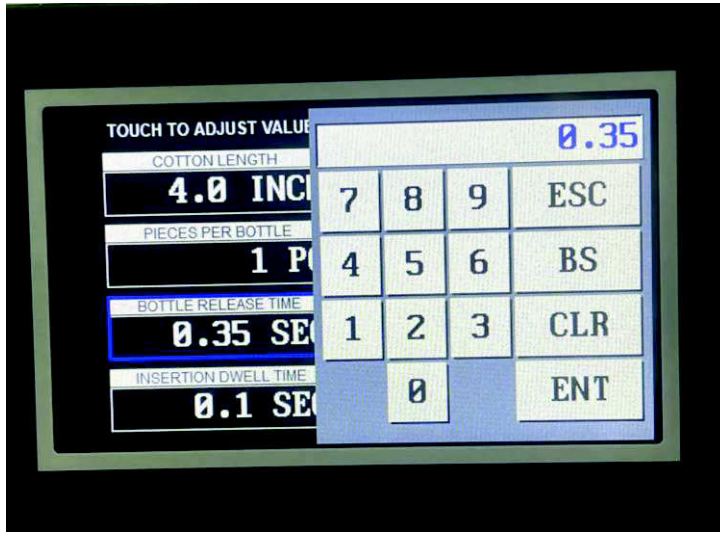 TOUCH TO ADJUST VALUE
COTTON LENGTH
4.0 INC
PIECES PER BOTTLE
1 P
BOTTLE RELEASE TIME
0.35 SE
INSERTION DWELL TIME
0.1 SE
0.35
7 8 9 ESC
4 5 6 BS
1 2 3 CLR
0 ENT